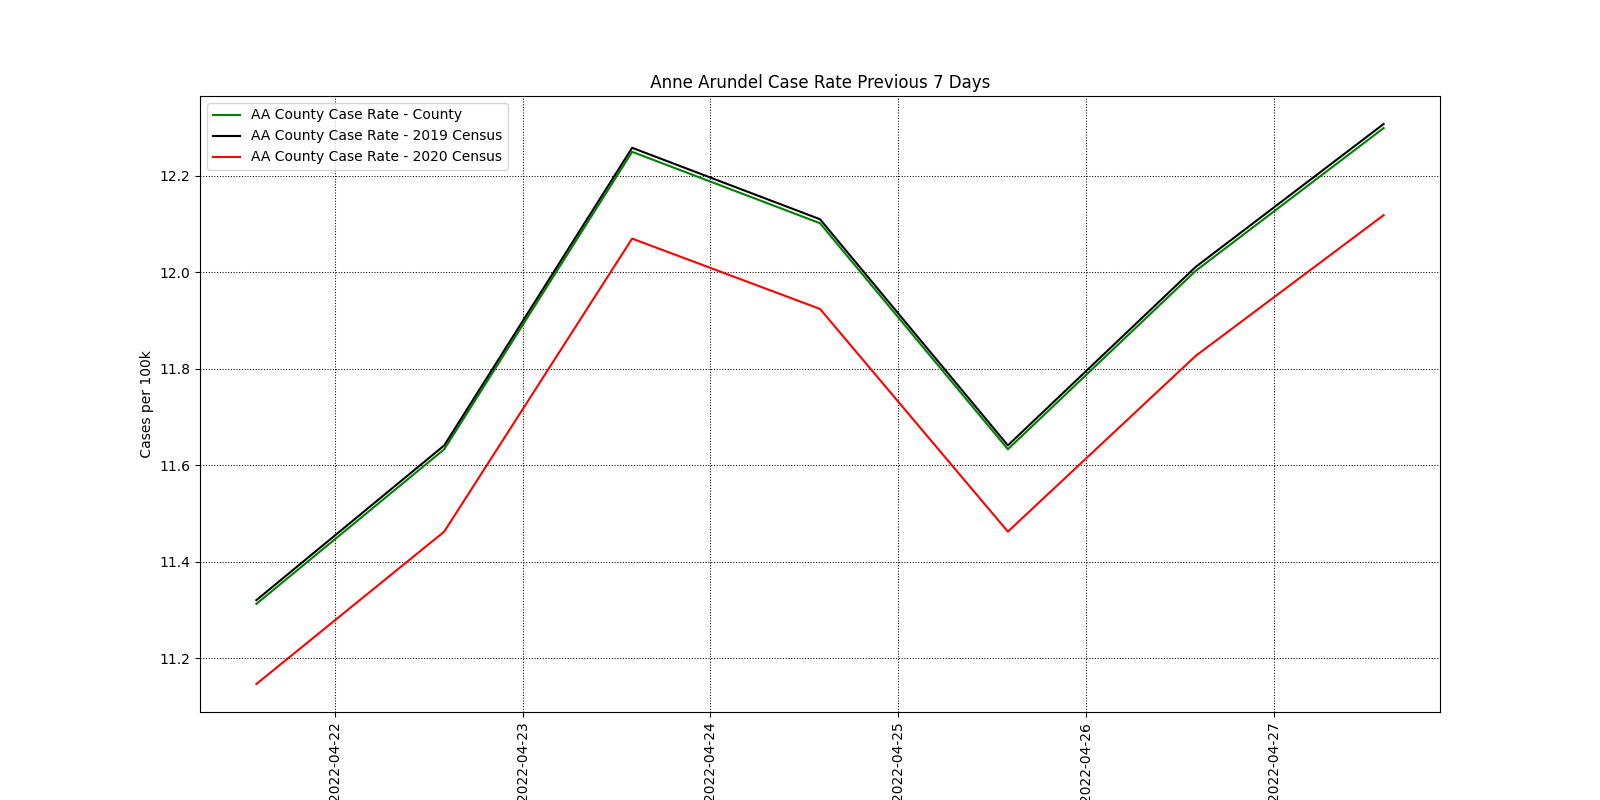 Anne Arundel Case Rate Previous 7 Days
AA County Case Rate - County
AA County Case Rate - 2019 Census
AA County Case Rate - 2020 Census
Cases per 100k
12.2
12.0
11.8
11.6
11.4
11.2
2022-04-22
2022-04-23
2022-04-24
2022-04-25
2022-04-26
2022-04-27